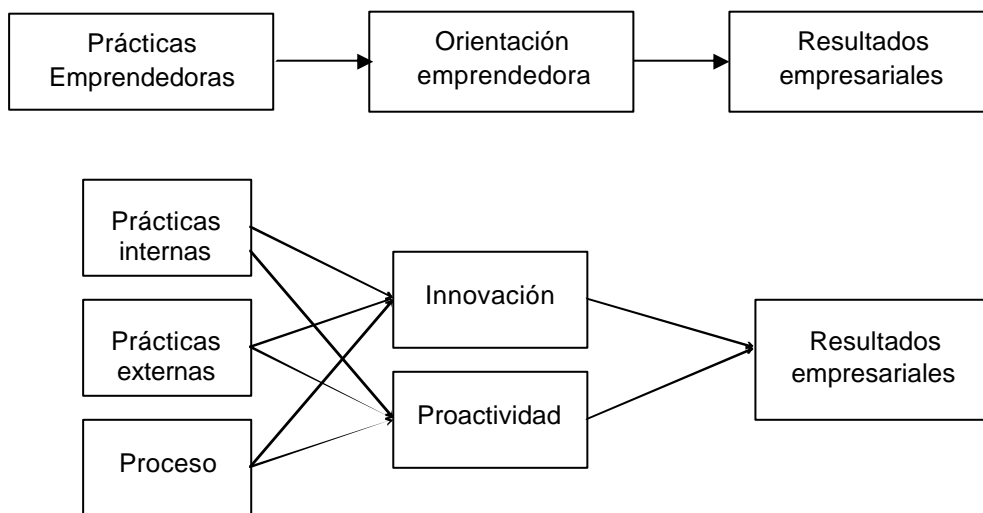 Prácticas
Emprendedoras
Orientación
emprendedora
Resultados
empresariales
Prácticas
internas
Prácticas
externas
Proceso
Innovación
Proactividad
Resultados
empresariales